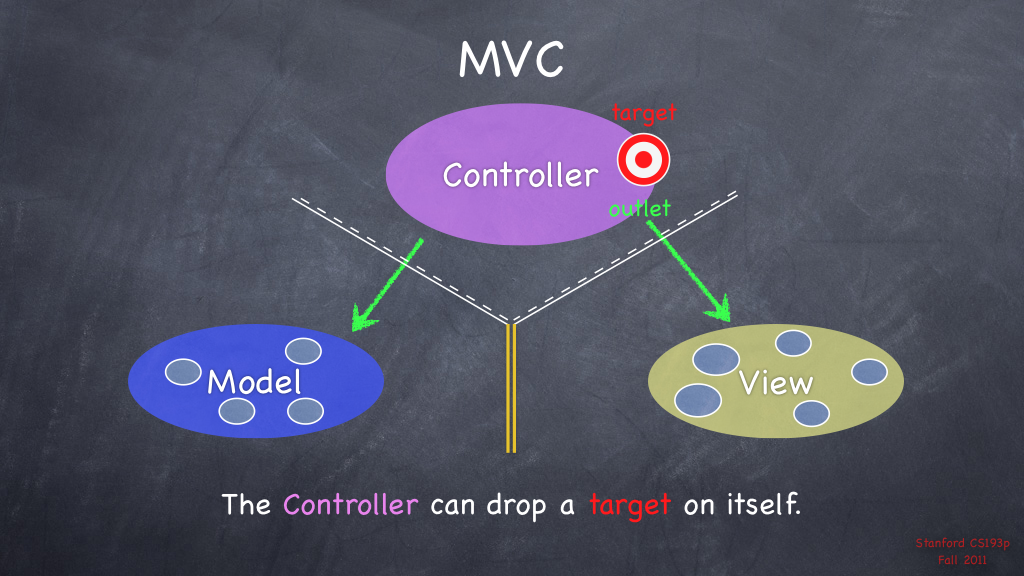 MVC
target
Controller
outlet
Model
View
The Controller can drop a target on itself.
Stanford CS193p
Fall 2011